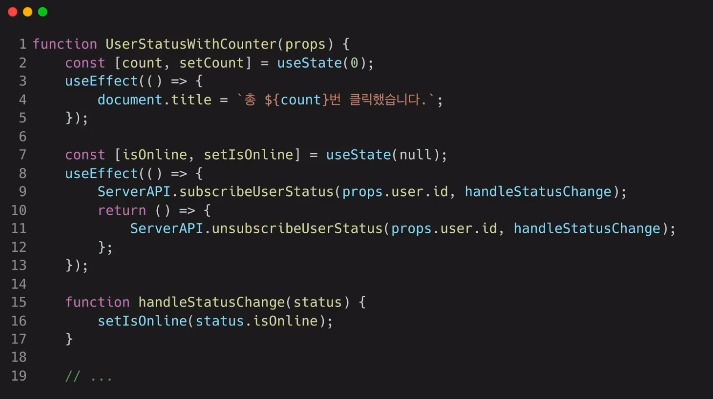 1 function UserStatusWithCounter(props) {
2     const [count, setCount] = useState(0);
3     useEffect(() => {
4         document.title = `총 ${count}번 클릭했습니다.`;
5     });
6
7     const [isOnline, setIsOnline] = useState(null);
8     useEffect(() => {
9         ServerAPI.subscribeUserStatus(props.user.id, handleStatusChange);
10         return () => {
11             ServerAPI.unsubscribeUserStatus(props.user.id, handleStatusChange);
12         };
13     });
14
15     function handleStatusChange(status) {
16         setIsOnline(status.isOnline);
17     }
18
19     // ...